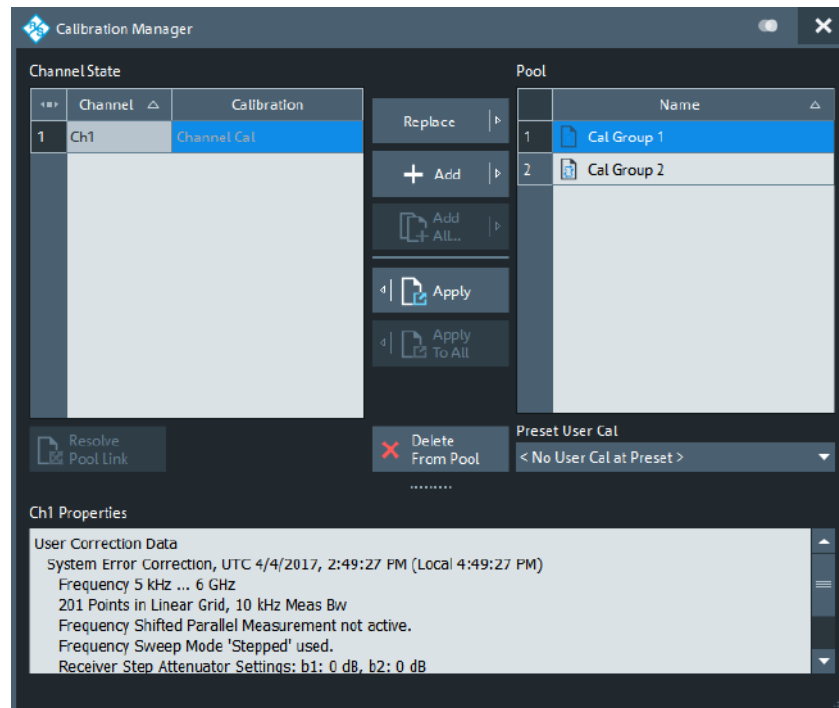 Calibration Manager
Channel State
Channel
Calibration
1
Ch1
Channel Cal
Replace
Add
Add
All...
Apply
Apply
To All
Resolve
Pool Link
Delete
From Pool
Pool
Name
1
Cal Group 1
2
Cal Group 2
Preset User Cal
< No User Cal at Preset >
Ch1 Properties
User Correction Data
System Error Correction, UTC 4/4/2017, 2:49:27 PM (Local 4:49:27 PM)
Frequency 5 kHz ... 6 GHz
201 Points in Linear Grid, 10 kHz Meas Bw
Frequency Shifted Parallel Measurement not active.
Frequency Sweep Mode 'Stepped' used.
Receiver Step Attenuator Settings: b1: 0 dB, b2: 0 dB